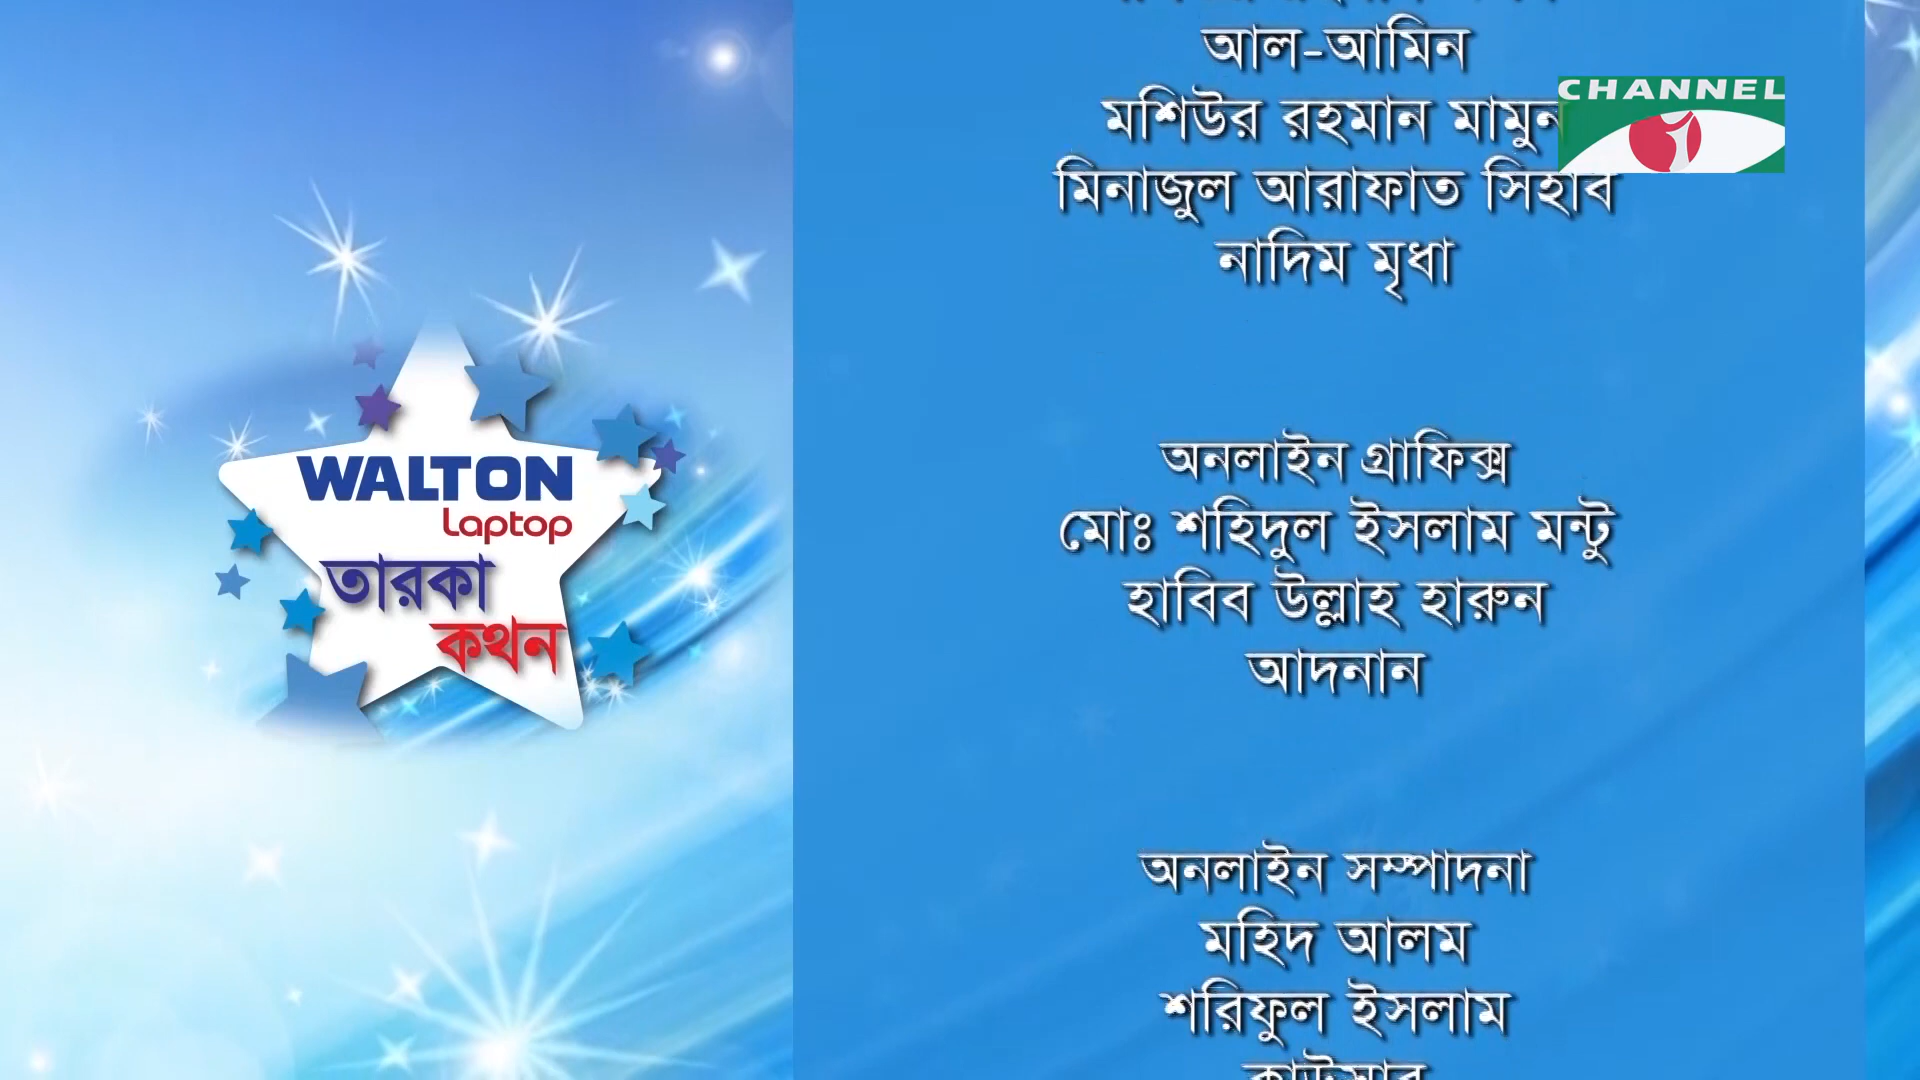 আল-আমিন
মশিউর রহমান মামুন
মিনাজুল আরাফাত সিহাব
নাদিম মৃধা
CHANNEL
WALTON
Laptop
তারকা
কথন
অনলাইন গ্রাফিক্স
মোঃ শহিদুল ইসলাম মন্টু
হাবিব উল্লাহ হারুন
আদনান
অনলাইন সম্পাদনা
মহিদ আলম
শরিফুল ইসলাম